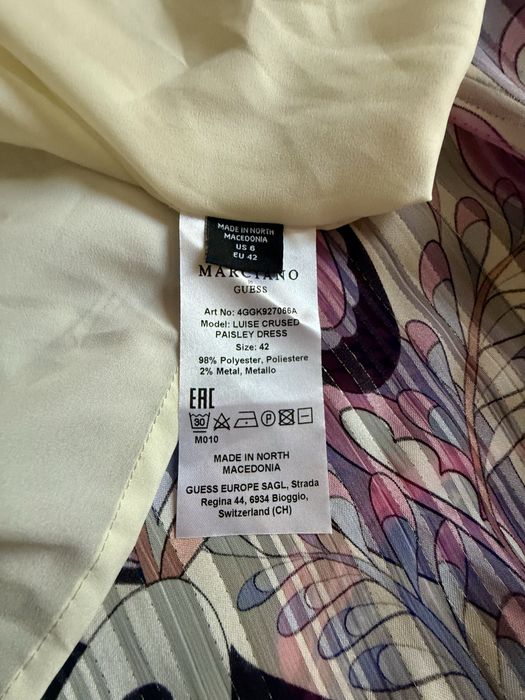 MADE IN NORTH
MACEDONIA
US 6
EU 42
MARCIANO
GUESS
Art No: 4GGK927066A
Model: LUISE CRUSED
PAISLEY DRESS
Size: 42
98% Polyester, Poliestere
2% Metal, Metallo
EAC
30 P
M010
MADE IN NORTH
MACEDONIA
GUESS EUROPE SAGL, Strada
Regina 44, 6934 Bioggio,
Switzerland (CH)